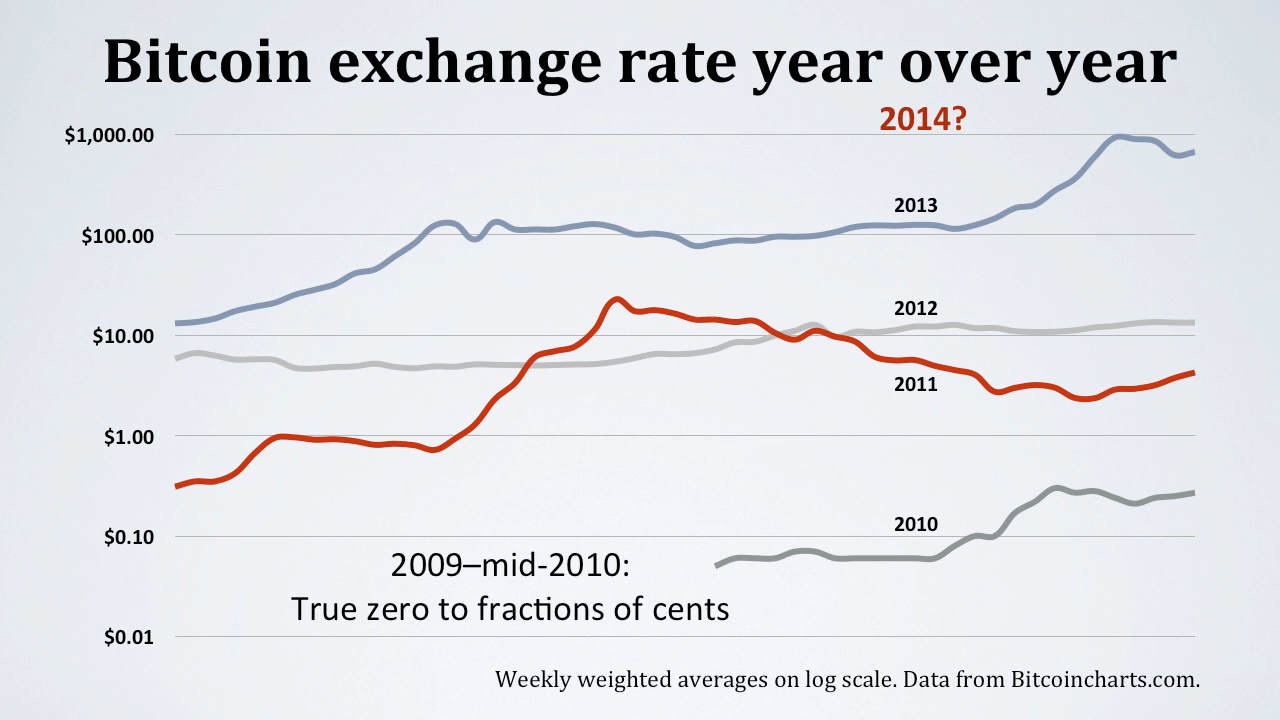 Bitcoin exchange rate year over year
2014?
$1,000.00
2013
$100.00
2012
$10.00
2011
$1.00
2010
$0.10
2009–mid-2010:
True zero to fractions of cents
$0.01
Weekly weighted averages on log scale. Data from Bitcoincharts.com.